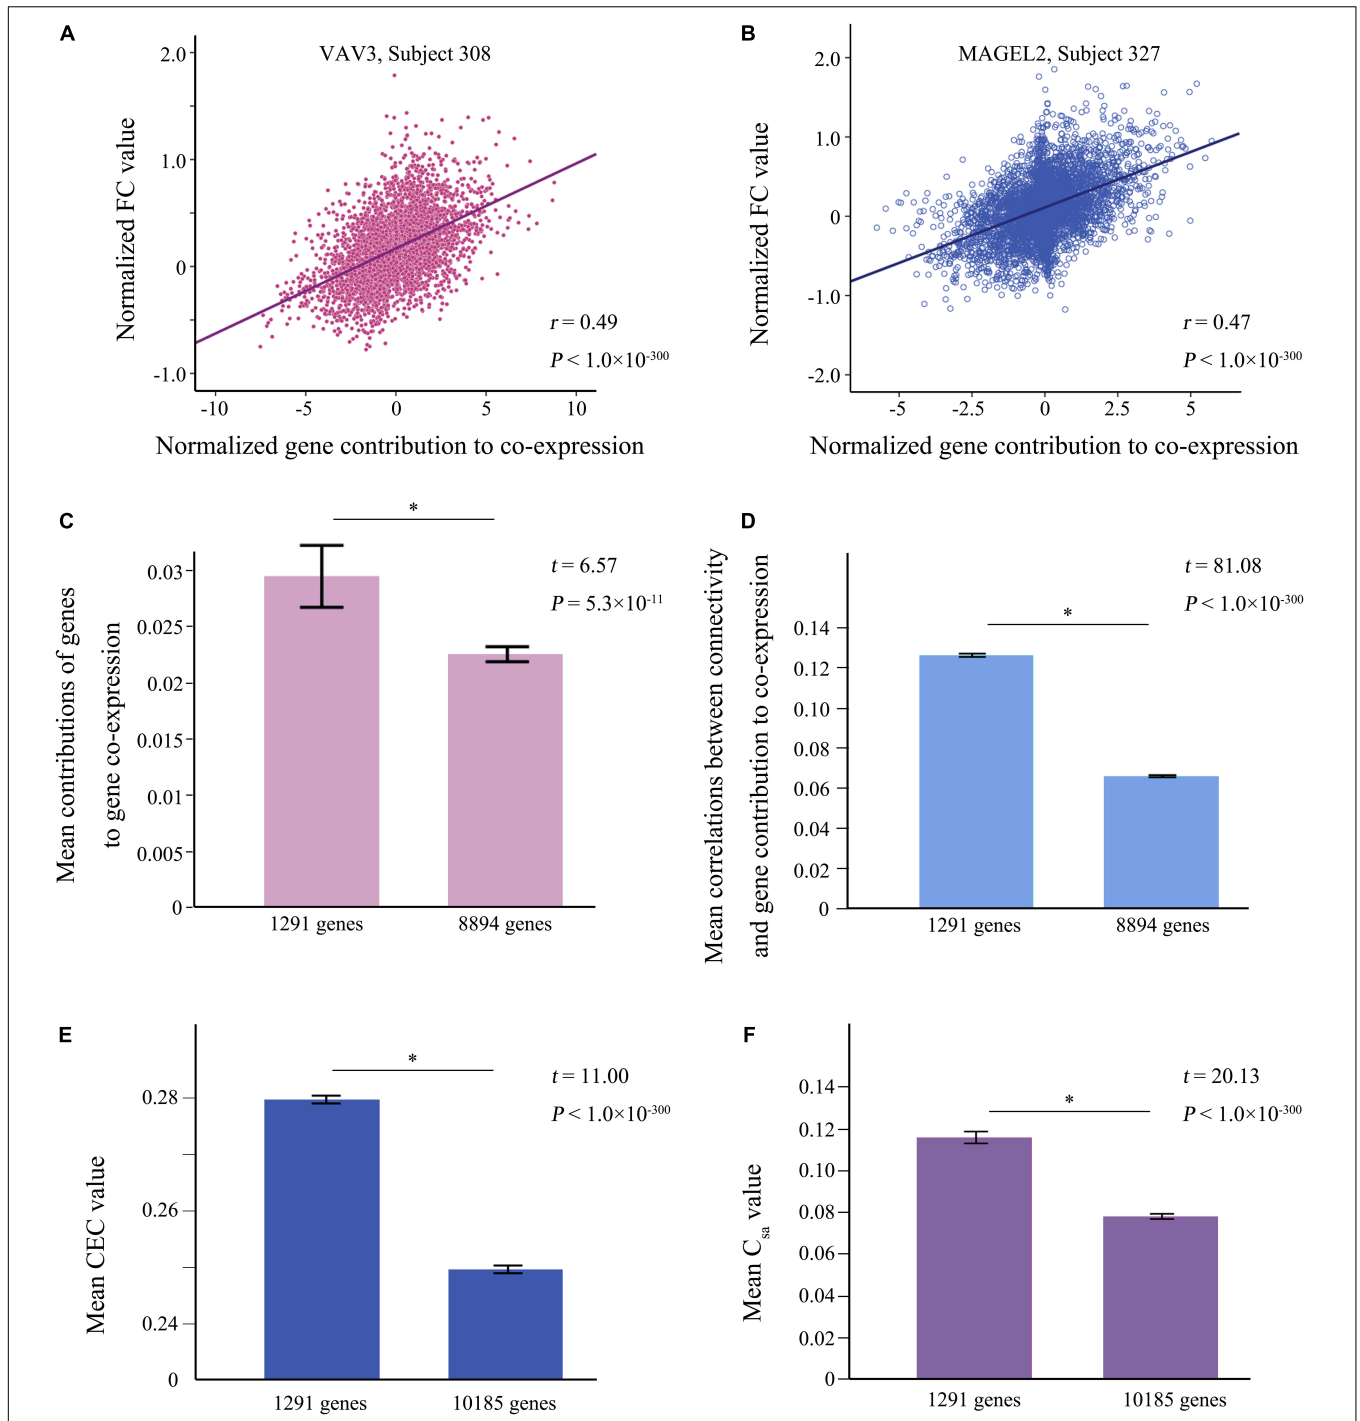 A
VAV3, Subject 308
Normalized FC value
2.0
1.0
0
-1.0
-10
-5
0
5
10
r = 0.49
P < 1.0×10-300
Normalized gene contribution to co-expression
B
MAGEL2, Subject 327
Normalized FC value
2.0
1.0
0
-1.0
-2.0
-5
-2.5
0
2.5
5
r = 0.47
P < 1.0×10-300
Normalized gene contribution to co-expression
C
*
t = 6.57
P = 5.3×10-11
Mean contributions of genes
to gene co-expression
0.03
0.025
0.02
0.015
0.01
0.005
0
1291 genes
8894 genes
D
*
t = 81.08
P < 1.0×10-300
Mean correlations between connectivity
and gene contribution to co-expression
0.14
0.12
0.10
0.08
0.06
0.04
0.02
0
1291 genes
8894 genes
E
*
t = 11.00
P < 1.0×10-300
Mean CEC value
0.28
0.26
0.24
0
1291 genes
10185 genes
F
*
t = 20.13
P < 1.0×10-300
Mean Csa value
0.14
0.12
0.10
0.08
0.06
0.04
0.02
0
1291 genes
10185 genes